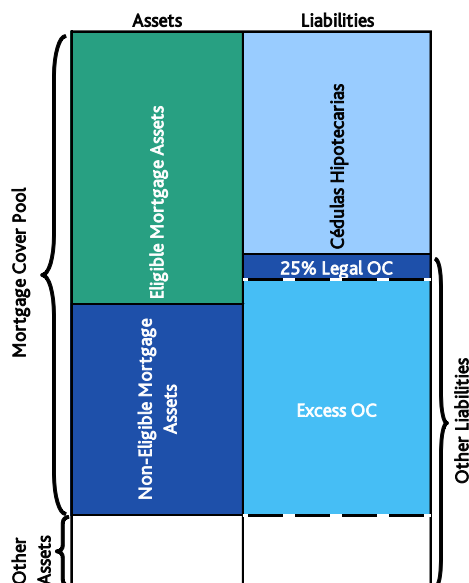 Assets
Liabilities
Mortgage Cover Pool
Eligible Mortgage Assets
Cédulas Hipotecarias
25% Legal OC
Non-Eligible Mortgage
Assets
Excess OC
Other Liabilities
Other
Assets